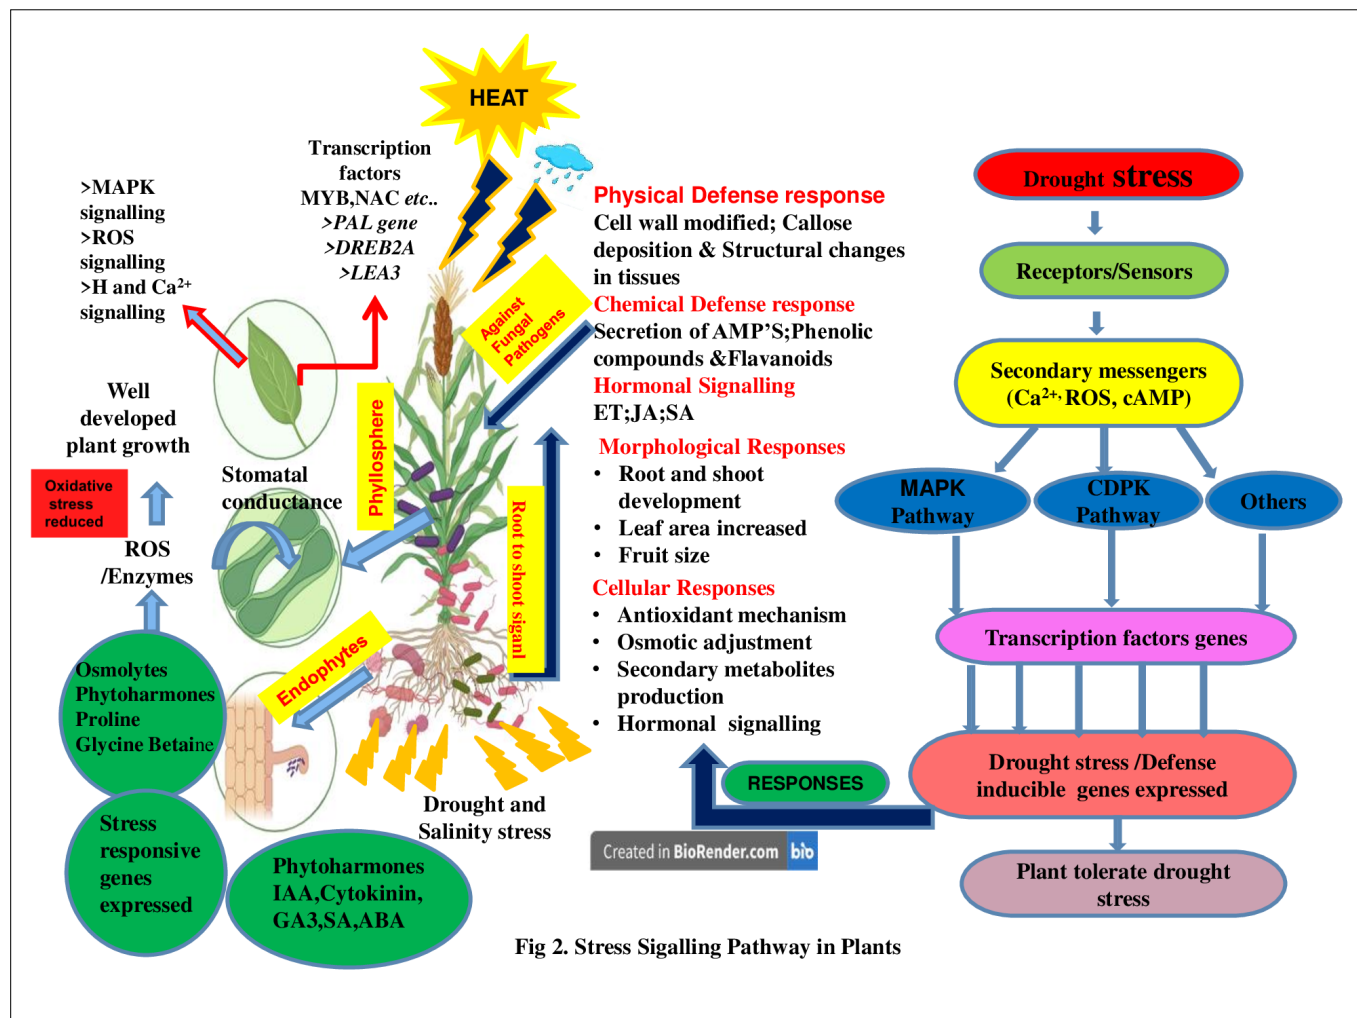 HEAT
Transcription
factors
MYB,NAC etc..
>PAL gene
>DREB2A
>LEA3
>MAPK
signalling
>ROS
signalling
>H and Ca²⁺
signalling
Well
developed
plant growth
Oxidative
stress
reduced
ROS
/Enzymes
Stomatal
conductance
Phyllosphere
Against
Fungal
Pathogens
Root to shoot siganl
Endophytes
Osmolytes
Phytoharmones
Proline
Glycine Betaine
Stress
responsive
genes
expressed
Phytoharmones
IAA,Cytokinin,
GA3,SA,ABA
Drought and
Salinity stress
Physical Defense response
Cell wall modified; Callose
deposition & Structural changes
in tissues
Chemical Defense response
Secretion of AMP'S;Phenolic
compounds &Flavanoids
Hormonal Signalling
ET;JA;SA
Morphological Responses
• Root and shoot
development
• Leaf area increased
• Fruit size
Cellular Responses
• Antioxidant mechanism
• Osmotic adjustment
• Secondary metabolites
production
• Hormonal signalling
RESPONSES
Created in BioRender.com bio
Drought stress
Receptors/Sensors
Secondary messengers
(Ca²⁺, ROS, cAMP)
MAPK
Pathway
CDPK
Pathway
Others
Transcription factors genes
Drought stress /Defense
inducible genes expressed
Plant tolerate drought
stress
Fig 2. Stress Sigalling Pathway in Plants